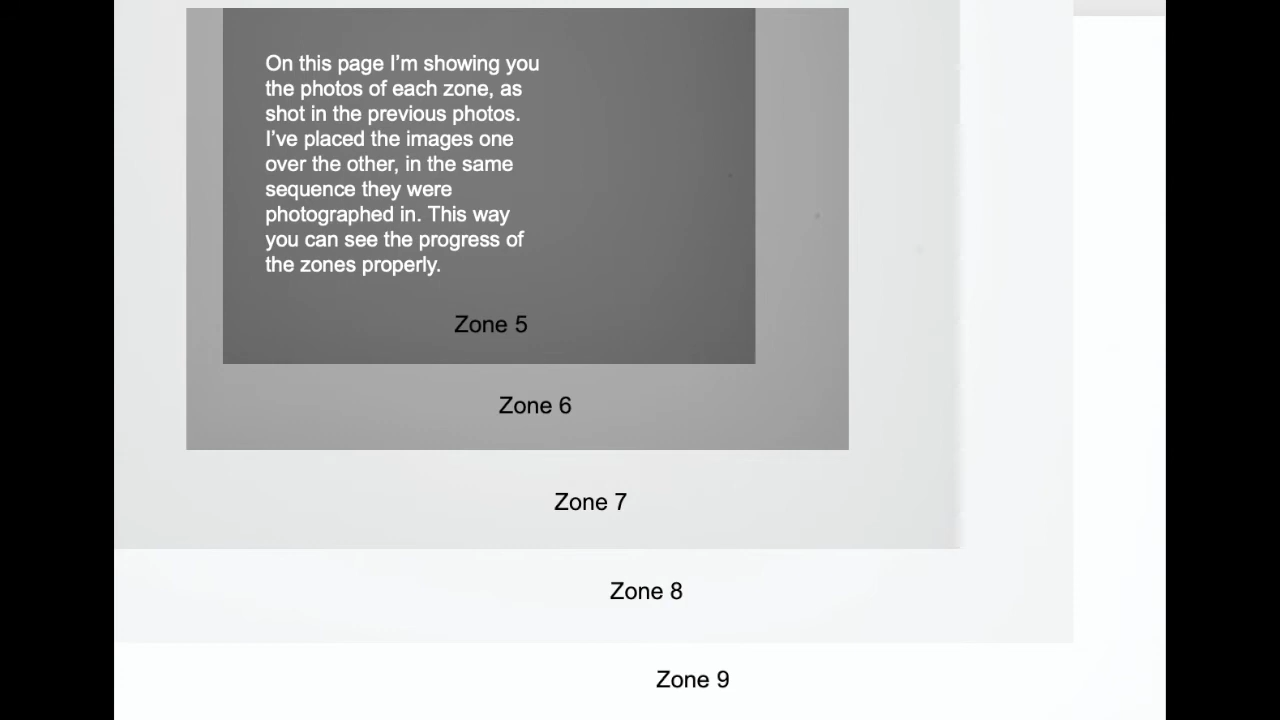 On this page I’m showing you
the photos of each zone, as
shot in the previous photos.
I’ve placed the images one
over the other, in the same
sequence they were
photographed in. This way
you can see the progress of
the zones properly.
Zone 5
Zone 6
Zone 7
Zone 8
Zone 9